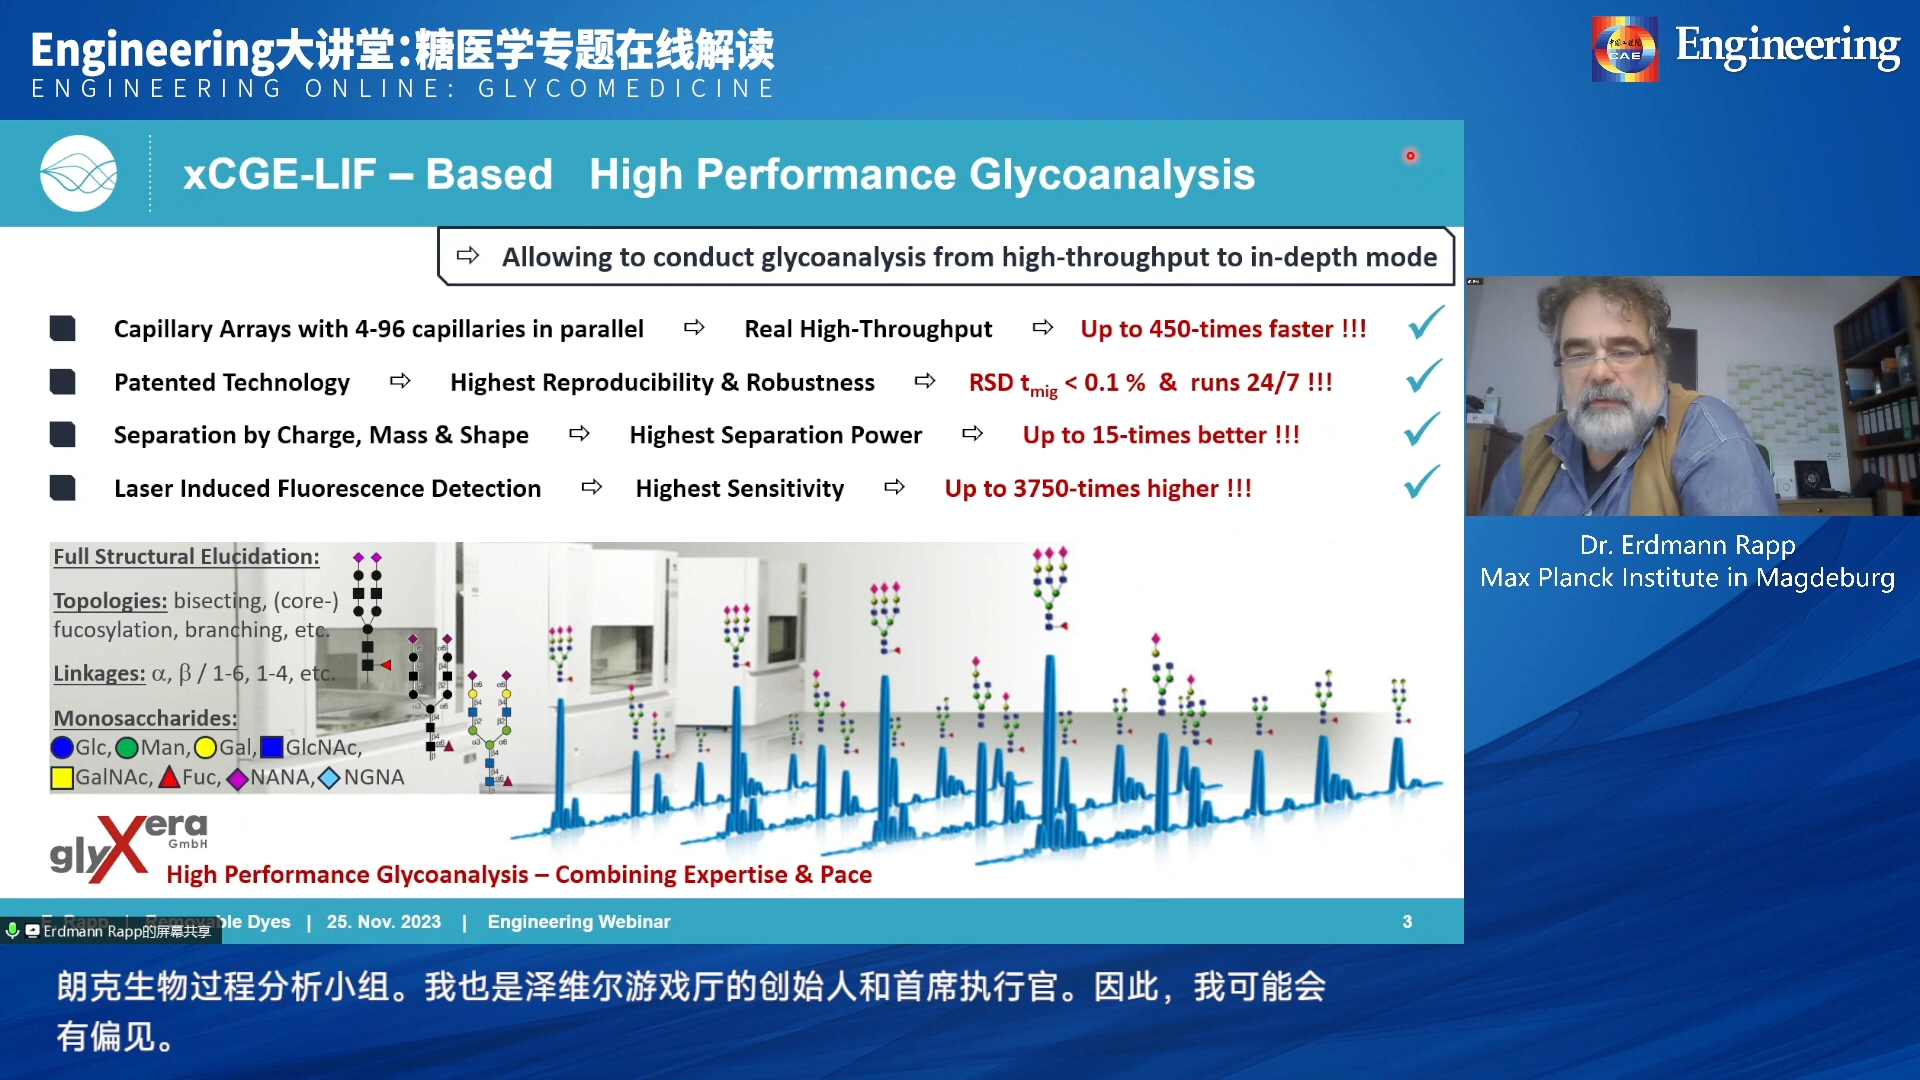 Engineering大讲堂:糖医学专题在线解读
ENGINEERING ONLINE: GLYCOMEDICINE
中国工程院
CAE
Engineering
xCGE-LIF – Based High Performance Glycoanalysis
⇨ Allowing to conduct glycoanalysis from high-throughput to in-depth mode
Capillary Arrays with 4-96 capillaries in parallel ⇨ Real High-Throughput ⇨ Up to 450-times faster !!! ✓
Patented Technology ⇨ Highest Reproducibility & Robustness ⇨ RSD tmig < 0.1 % & runs 24/7 !!! ✓
Separation by Charge, Mass & Shape ⇨ Highest Separation Power ⇨ Up to 15-times better !!! ✓
Laser Induced Fluorescence Detection ⇨ Highest Sensitivity ⇨ Up to 3750-times higher !!! ✓
Full Structural Elucidation:
Topologies: bisecting, (core-)
fucosylation, branching, etc.
Linkages: α, β / 1-6, 1-4, etc.
Monosaccharides:
Glc, Man, Gal, GlcNAc,
GalNAc, Fuc, NANA, NGNA
glyXera
GmbH
High Performance Glycoanalysis – Combining Expertise & Pace
E. Rapp | Removable Dyes | 25. Nov. 2023 | Engineering Webinar
3
Erdmann Rapp的屏幕共享
Dr. Erdmann Rapp
Max Planck Institute in Magdeburg
朗克生物过程分析小组。我也是泽维尔游戏厅的创始人和首席执行官。因此，我可能会
有偏见。